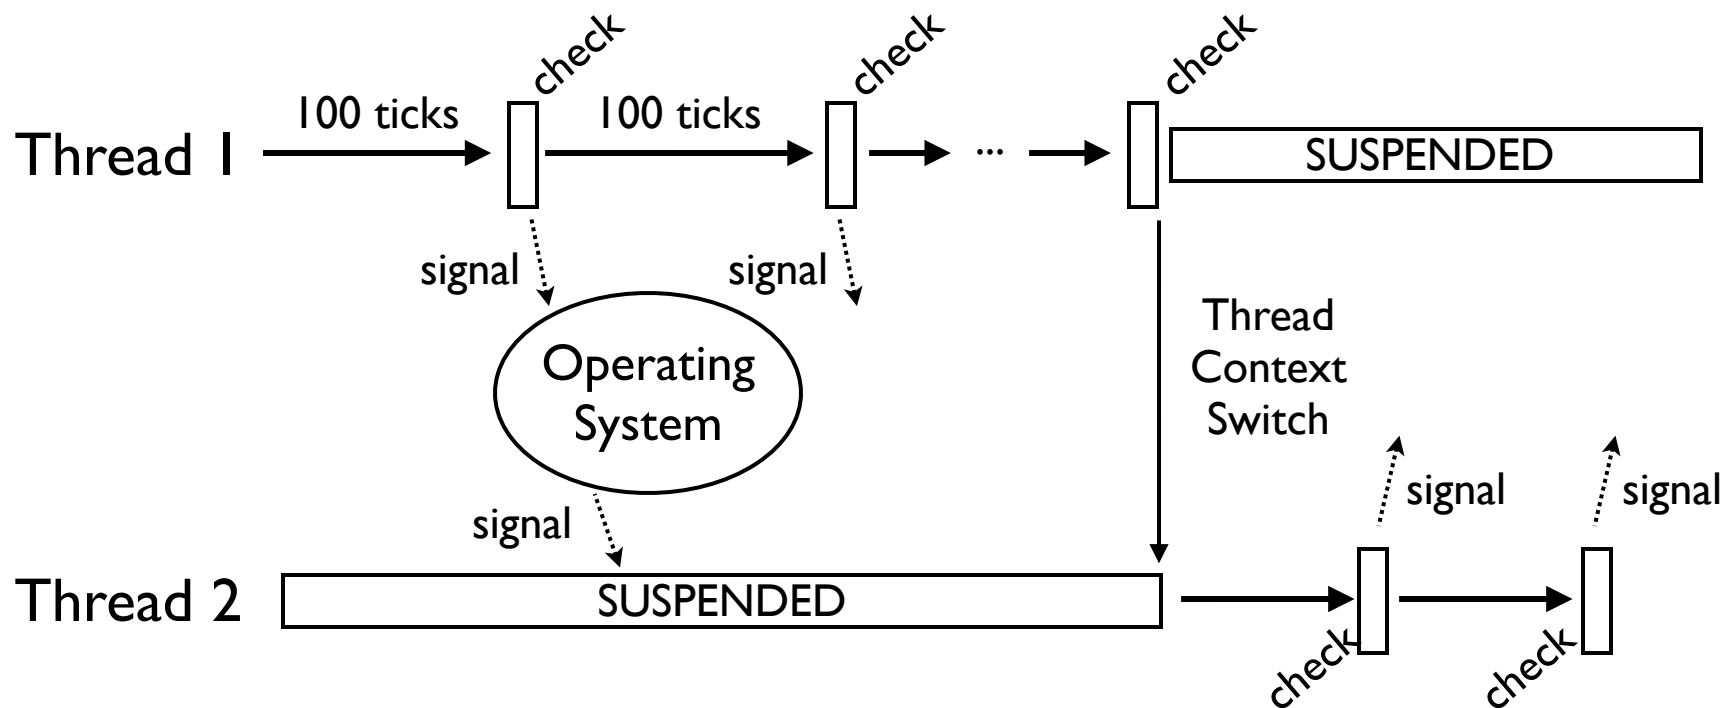 check
check
check
100 ticks
100 ticks
Thread 1
...
SUSPENDED
signal
signal
Operating
System
Thread
Context
Switch
signal
signal
signal
Thread 2
SUSPENDED
check
check